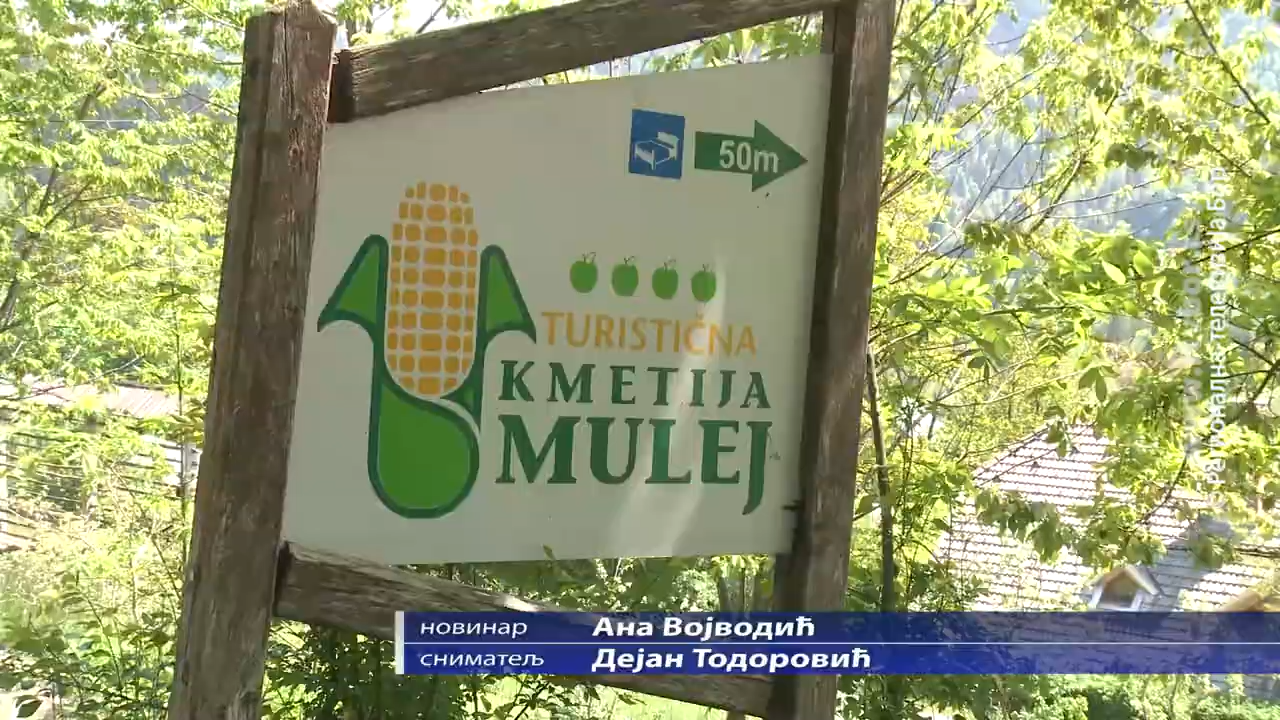 50m
TURISTIČNA
KMETIJA
MULEJ
новинар Ана Војводић
сниматељ Дејан Тодоровић